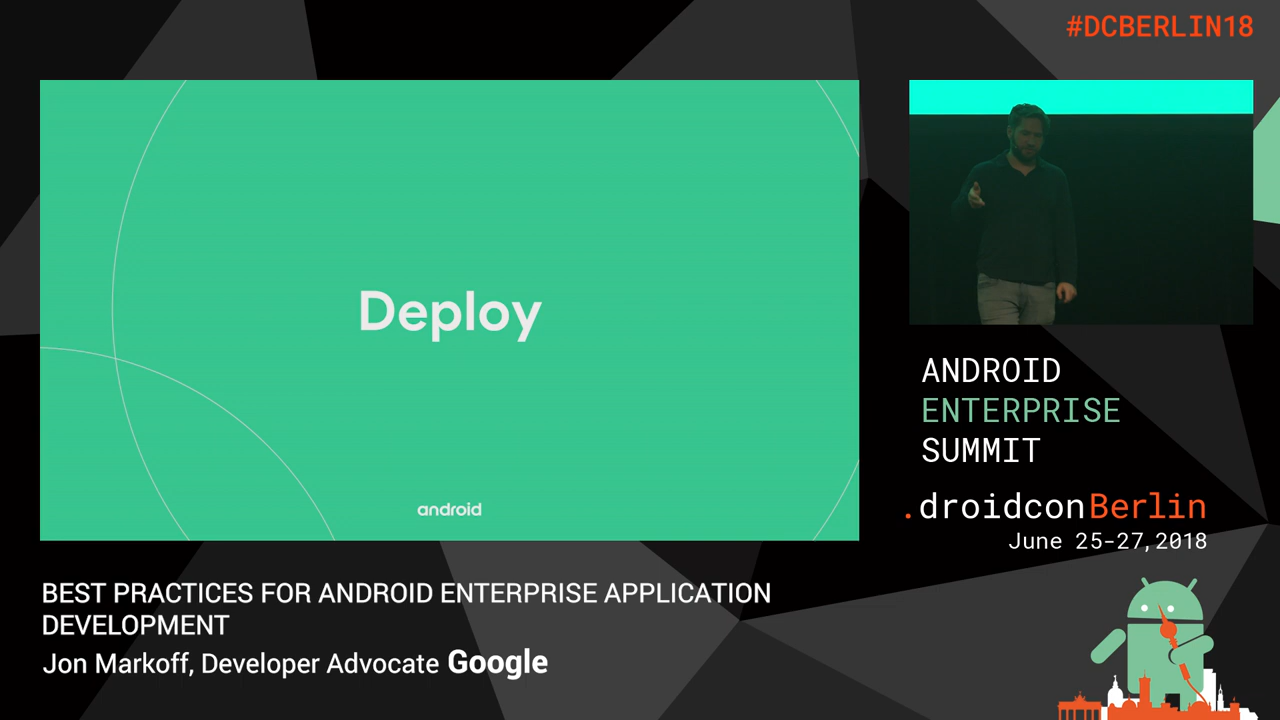 #DCBERLIN18
Deploy
android
ANDROID
ENTERPRISE
SUMMIT
.droidconBerlin
June 25-27, 2018
BEST PRACTICES FOR ANDROID ENTERPRISE APPLICATION
DEVELOPMENT
Jon Markoff, Developer Advocate Google